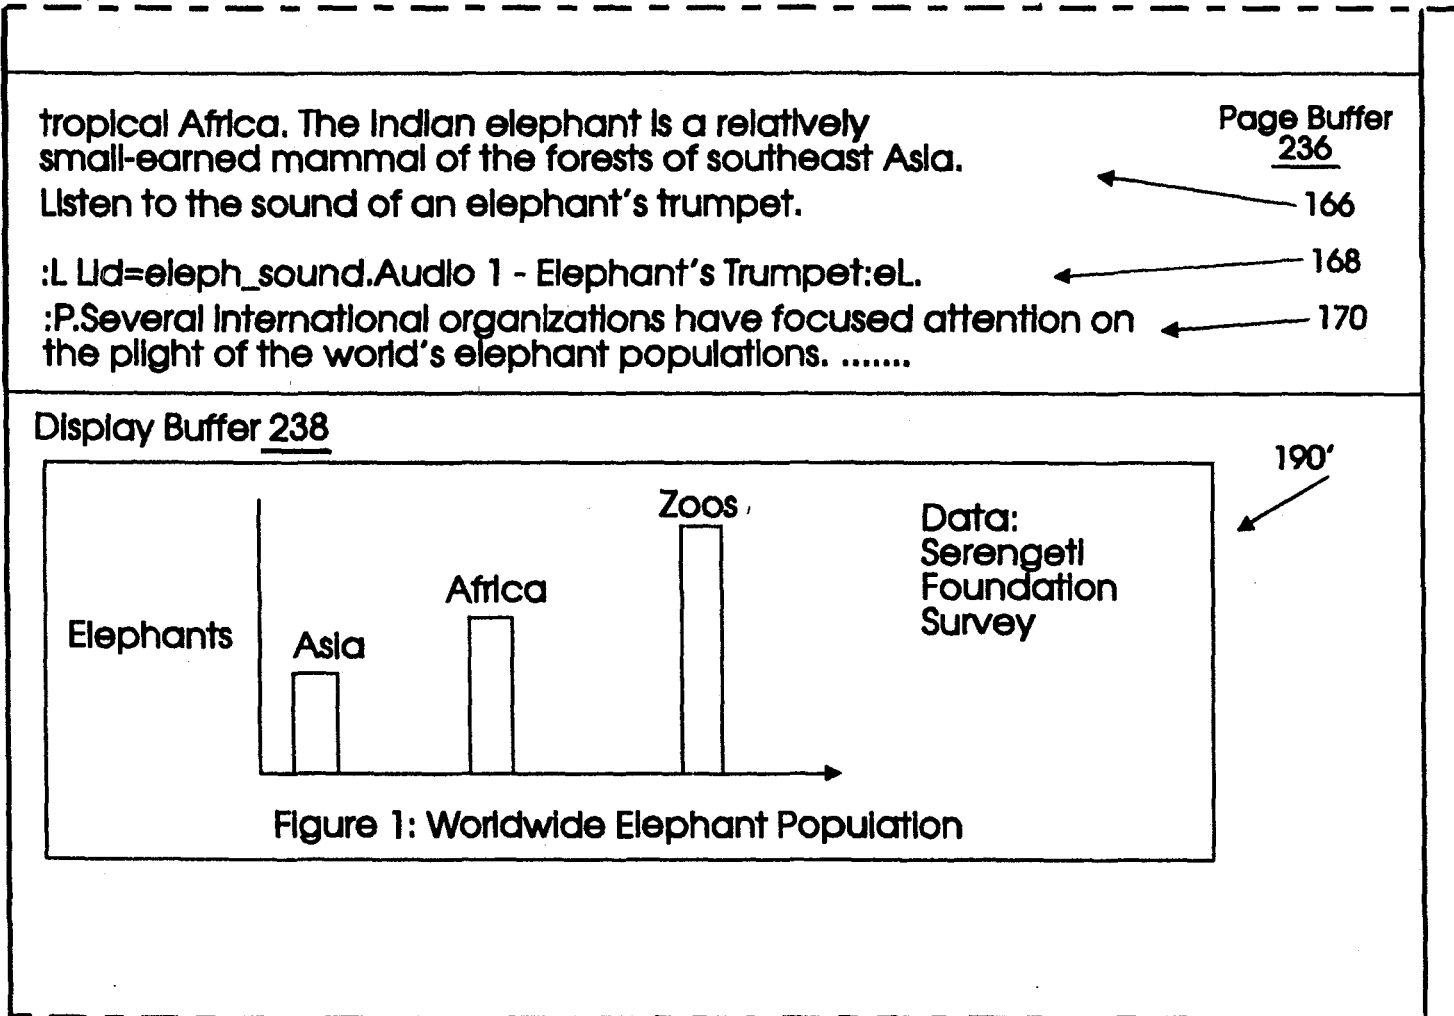 tropical Africa. The Indian elephant is a relatively
small-earned mammal of the forests of southeast Asia.
Listen to the sound of an elephant's trumpet.
:L Lid=eleph_sound.Audio 1 - Elephant's Trumpet:eL.
:P.Several international organizations have focused attention on
the plight of the world's elephant populations. .......
Page Buffer
236
166
168
170
Display Buffer 238
190'
Elephants
Asia
Africa
Zoos
Data:
Serengeti
Foundation
Survey
Figure 1: Worldwide Elephant Population